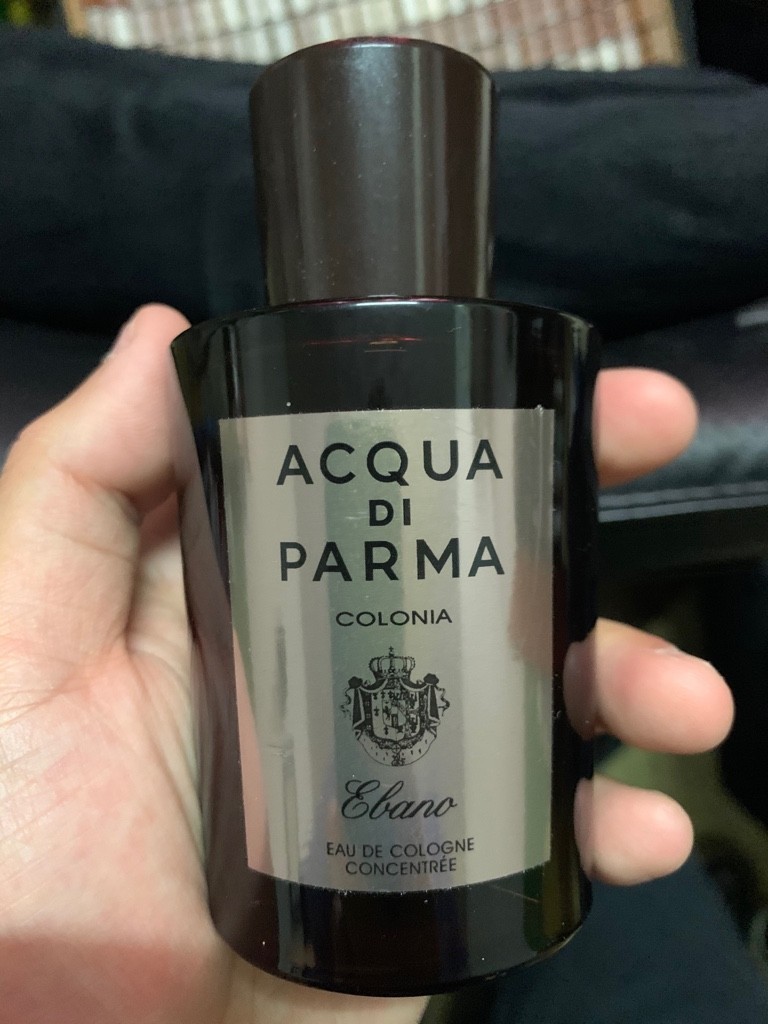 ACQUA
DI
PARMA
COLONIA
Ebano
EAU DE COLOGNE
CONCENTRÉE